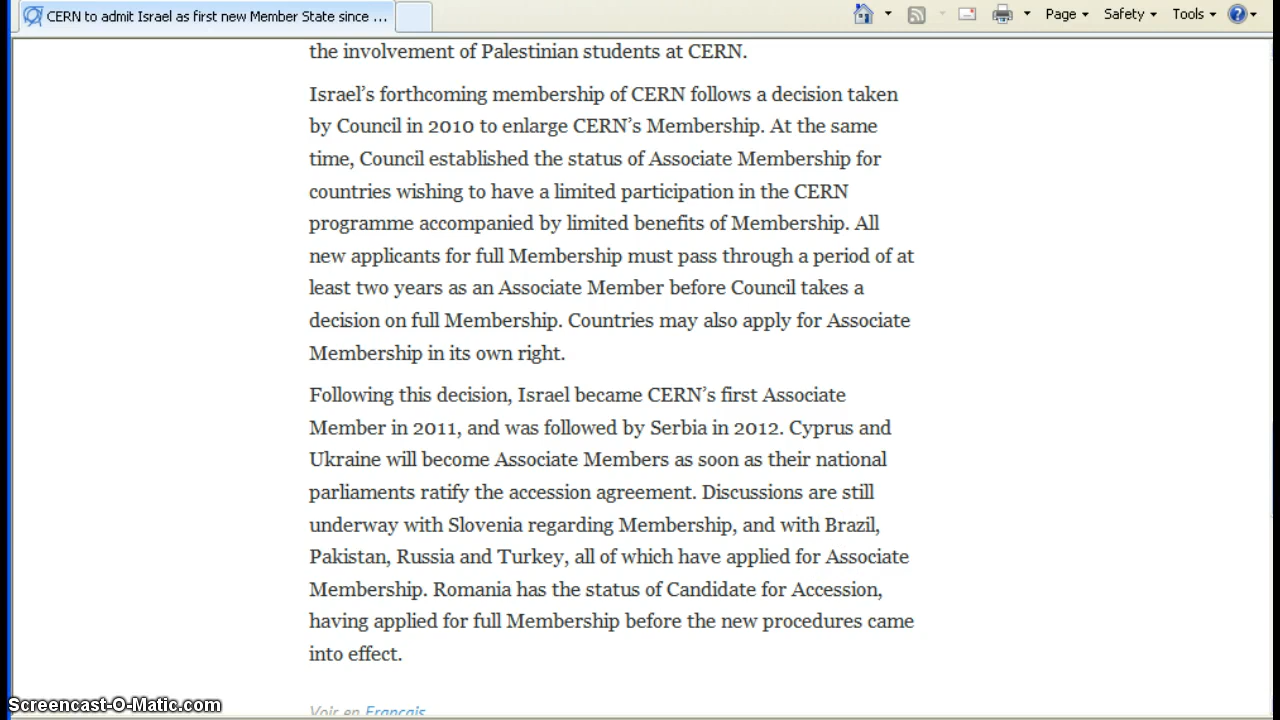 CERN to admit Israel as first new Member State since ...
Page
Safety
Tools
the involvement of Palestinian students at CERN.
Israel’s forthcoming membership of CERN follows a decision taken
by Council in 2010 to enlarge CERN’s Membership. At the same
time, Council established the status of Associate Membership for
countries wishing to have a limited participation in the CERN
programme accompanied by limited benefits of Membership. All
new applicants for full Membership must pass through a period of at
least two years as an Associate Member before Council takes a
decision on full Membership. Countries may also apply for Associate
Membership in its own right.
Following this decision, Israel became CERN’s first Associate
Member in 2011, and was followed by Serbia in 2012. Cyprus and
Ukraine will become Associate Members as soon as their national
parliaments ratify the accession agreement. Discussions are still
underway with Slovenia regarding Membership, and with Brazil,
Pakistan, Russia and Turkey, all of which have applied for Associate
Membership. Romania has the status of Candidate for Accession,
having applied for full Membership before the new procedures came
into effect.
Voir en Français
Screencast-O-Matic.com